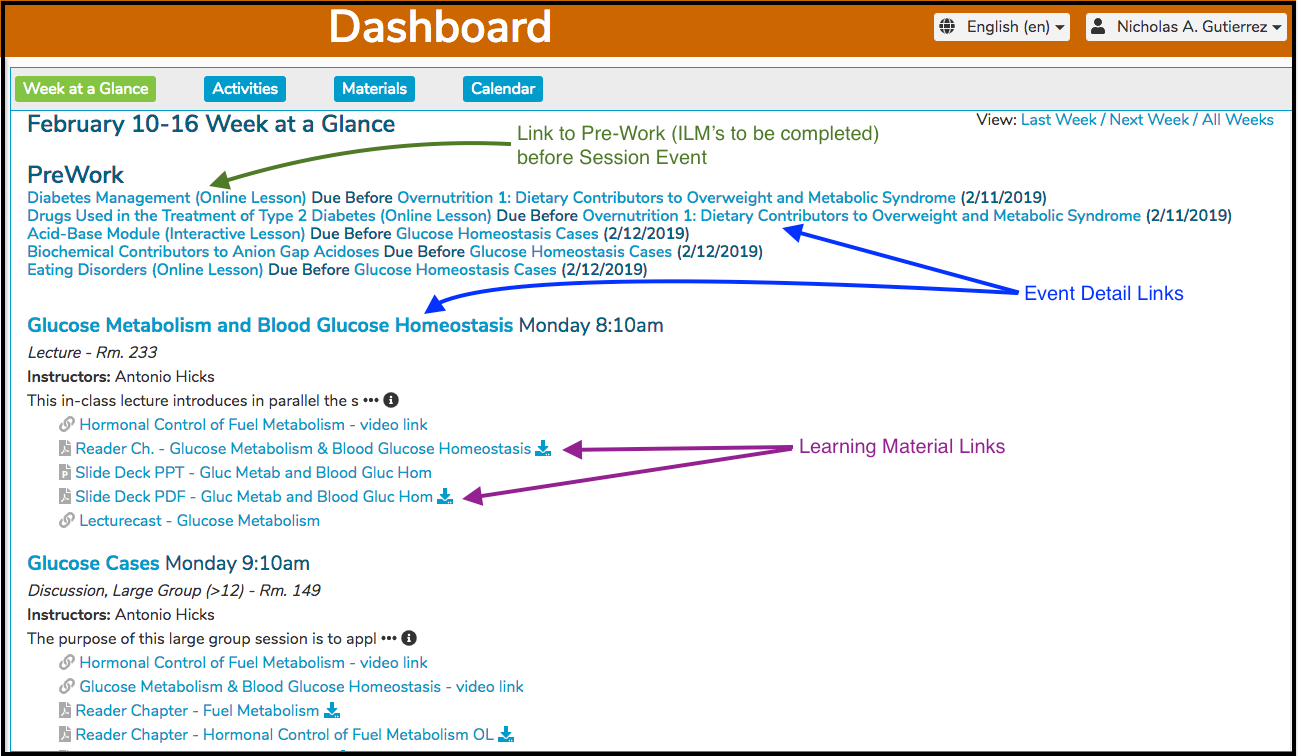 Dashboard
English (en)
Nicholas A. Gutierrez
Week at a Glance
Activities
Materials
Calendar
February 10-16 Week at a Glance
View: Last Week / Next Week / All Weeks
Link to Pre-Work (ILM's to be completed)
before Session Event
PreWork
Diabetes Management (Online Lesson) Due Before Overnutrition 1: Dietary Contributors to Overweight and Metabolic Syndrome (2/11/2019)
Drugs Used in the Treatment of Type 2 Diabetes (Online Lesson) Due Before Overnutrition 1: Dietary Contributors to Overweight and Metabolic Syndrome (2/11/2019)
Acid-Base Module (Interactive Lesson) Due Before Glucose Homeostasis Cases (2/12/2019)
Biochemical Contributors to Anion Gap Acidoses Due Before Glucose Homeostasis Cases (2/12/2019)
Eating Disorders (Online Lesson) Due Before Glucose Homeostasis Cases (2/12/2019)
Event Detail Links
Glucose Metabolism and Blood Glucose Homeostasis Monday 8:10am
Lecture - Rm. 233
Instructors: Antonio Hicks
This in-class lecture introduces in parallel the s •••
Hormonal Control of Fuel Metabolism - video link
Reader Ch. - Glucose Metabolism & Blood Glucose Homeostasis
Learning Material Links
Slide Deck PPT - Gluc Metab and Blood Gluc Hom
Slide Deck PDF - Gluc Metab and Blood Gluc Hom
Lecturecast - Glucose Metabolism
Glucose Cases Monday 9:10am
Discussion, Large Group (>12) - Rm. 149
Instructors: Antonio Hicks
The purpose of this large group session is to appl •••
Hormonal Control of Fuel Metabolism - video link
Glucose Metabolism & Blood Glucose Homeostasis - video link
Reader Chapter - Fuel Metabolism
Reader Chapter - Hormonal Control of Fuel Metabolism OL